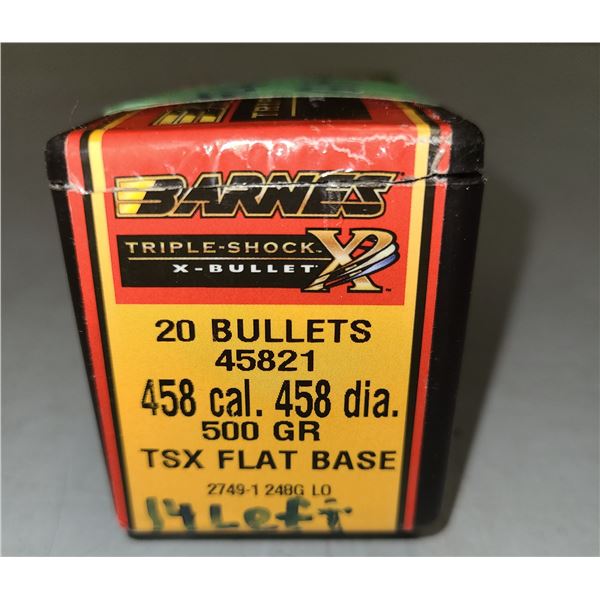 BARNES
TRIPLE-SHOCK™
X-BULLET
20 BULLETS
45821
458 cal. 458 dia.
500 GR
TSX FLAT BASE
2749-1 248G LO
14 Left